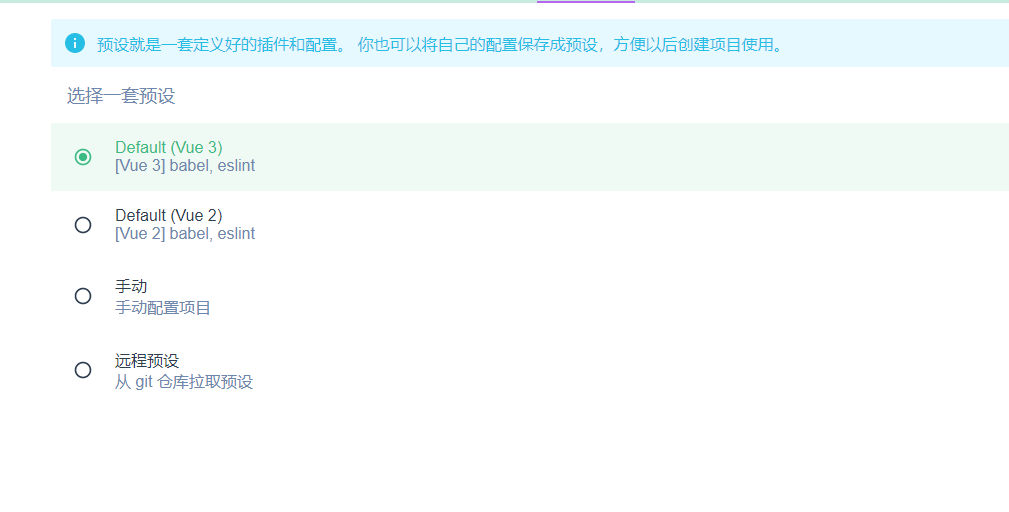 预设就是一套定义好的插件和配置。 你也可以将自己的配置保存成预设，方便以后创建项目使用。
选择一套预设
Default (Vue 3)
[Vue 3] babel, eslint
Default (Vue 2)
[Vue 2] babel, eslint
手动
手动配置项目
远程预设
从 git 仓库拉取预设